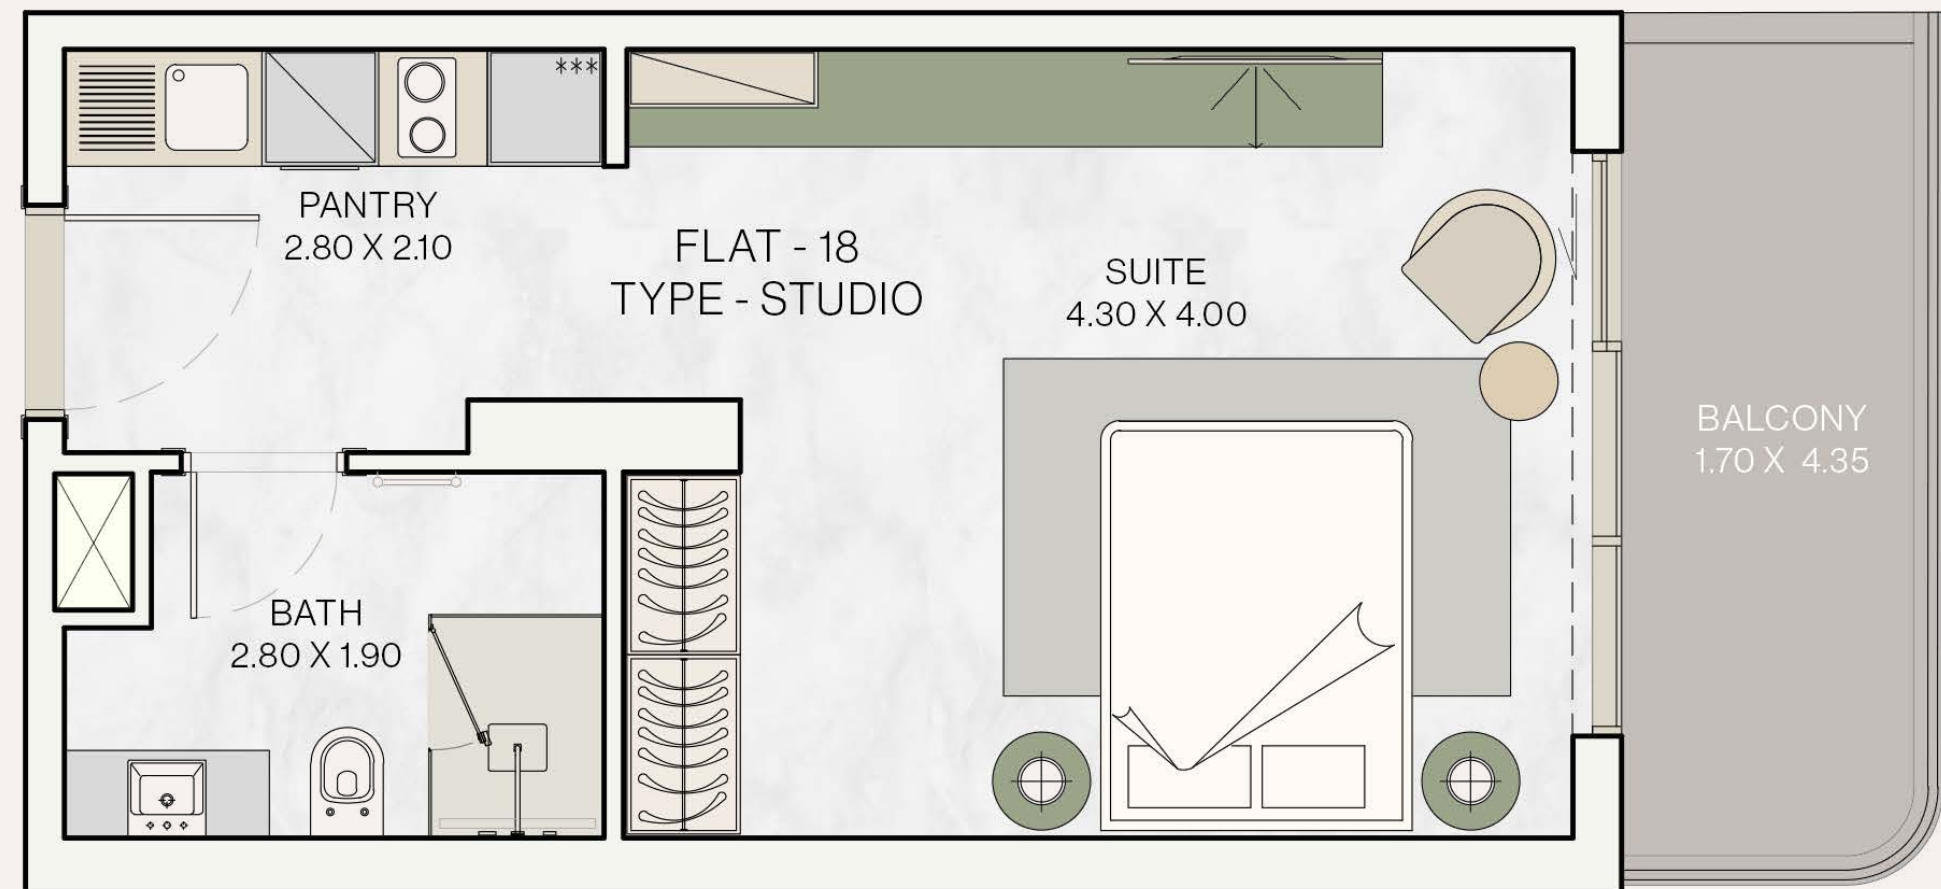 ***
PANTRY
2.80 X 2.10
FLAT - 18
TYPE - STUDIO
SUITE
4.30 X 4.00
BALCONY
1.70 X 4.35
BATH
2.80 X 1.90